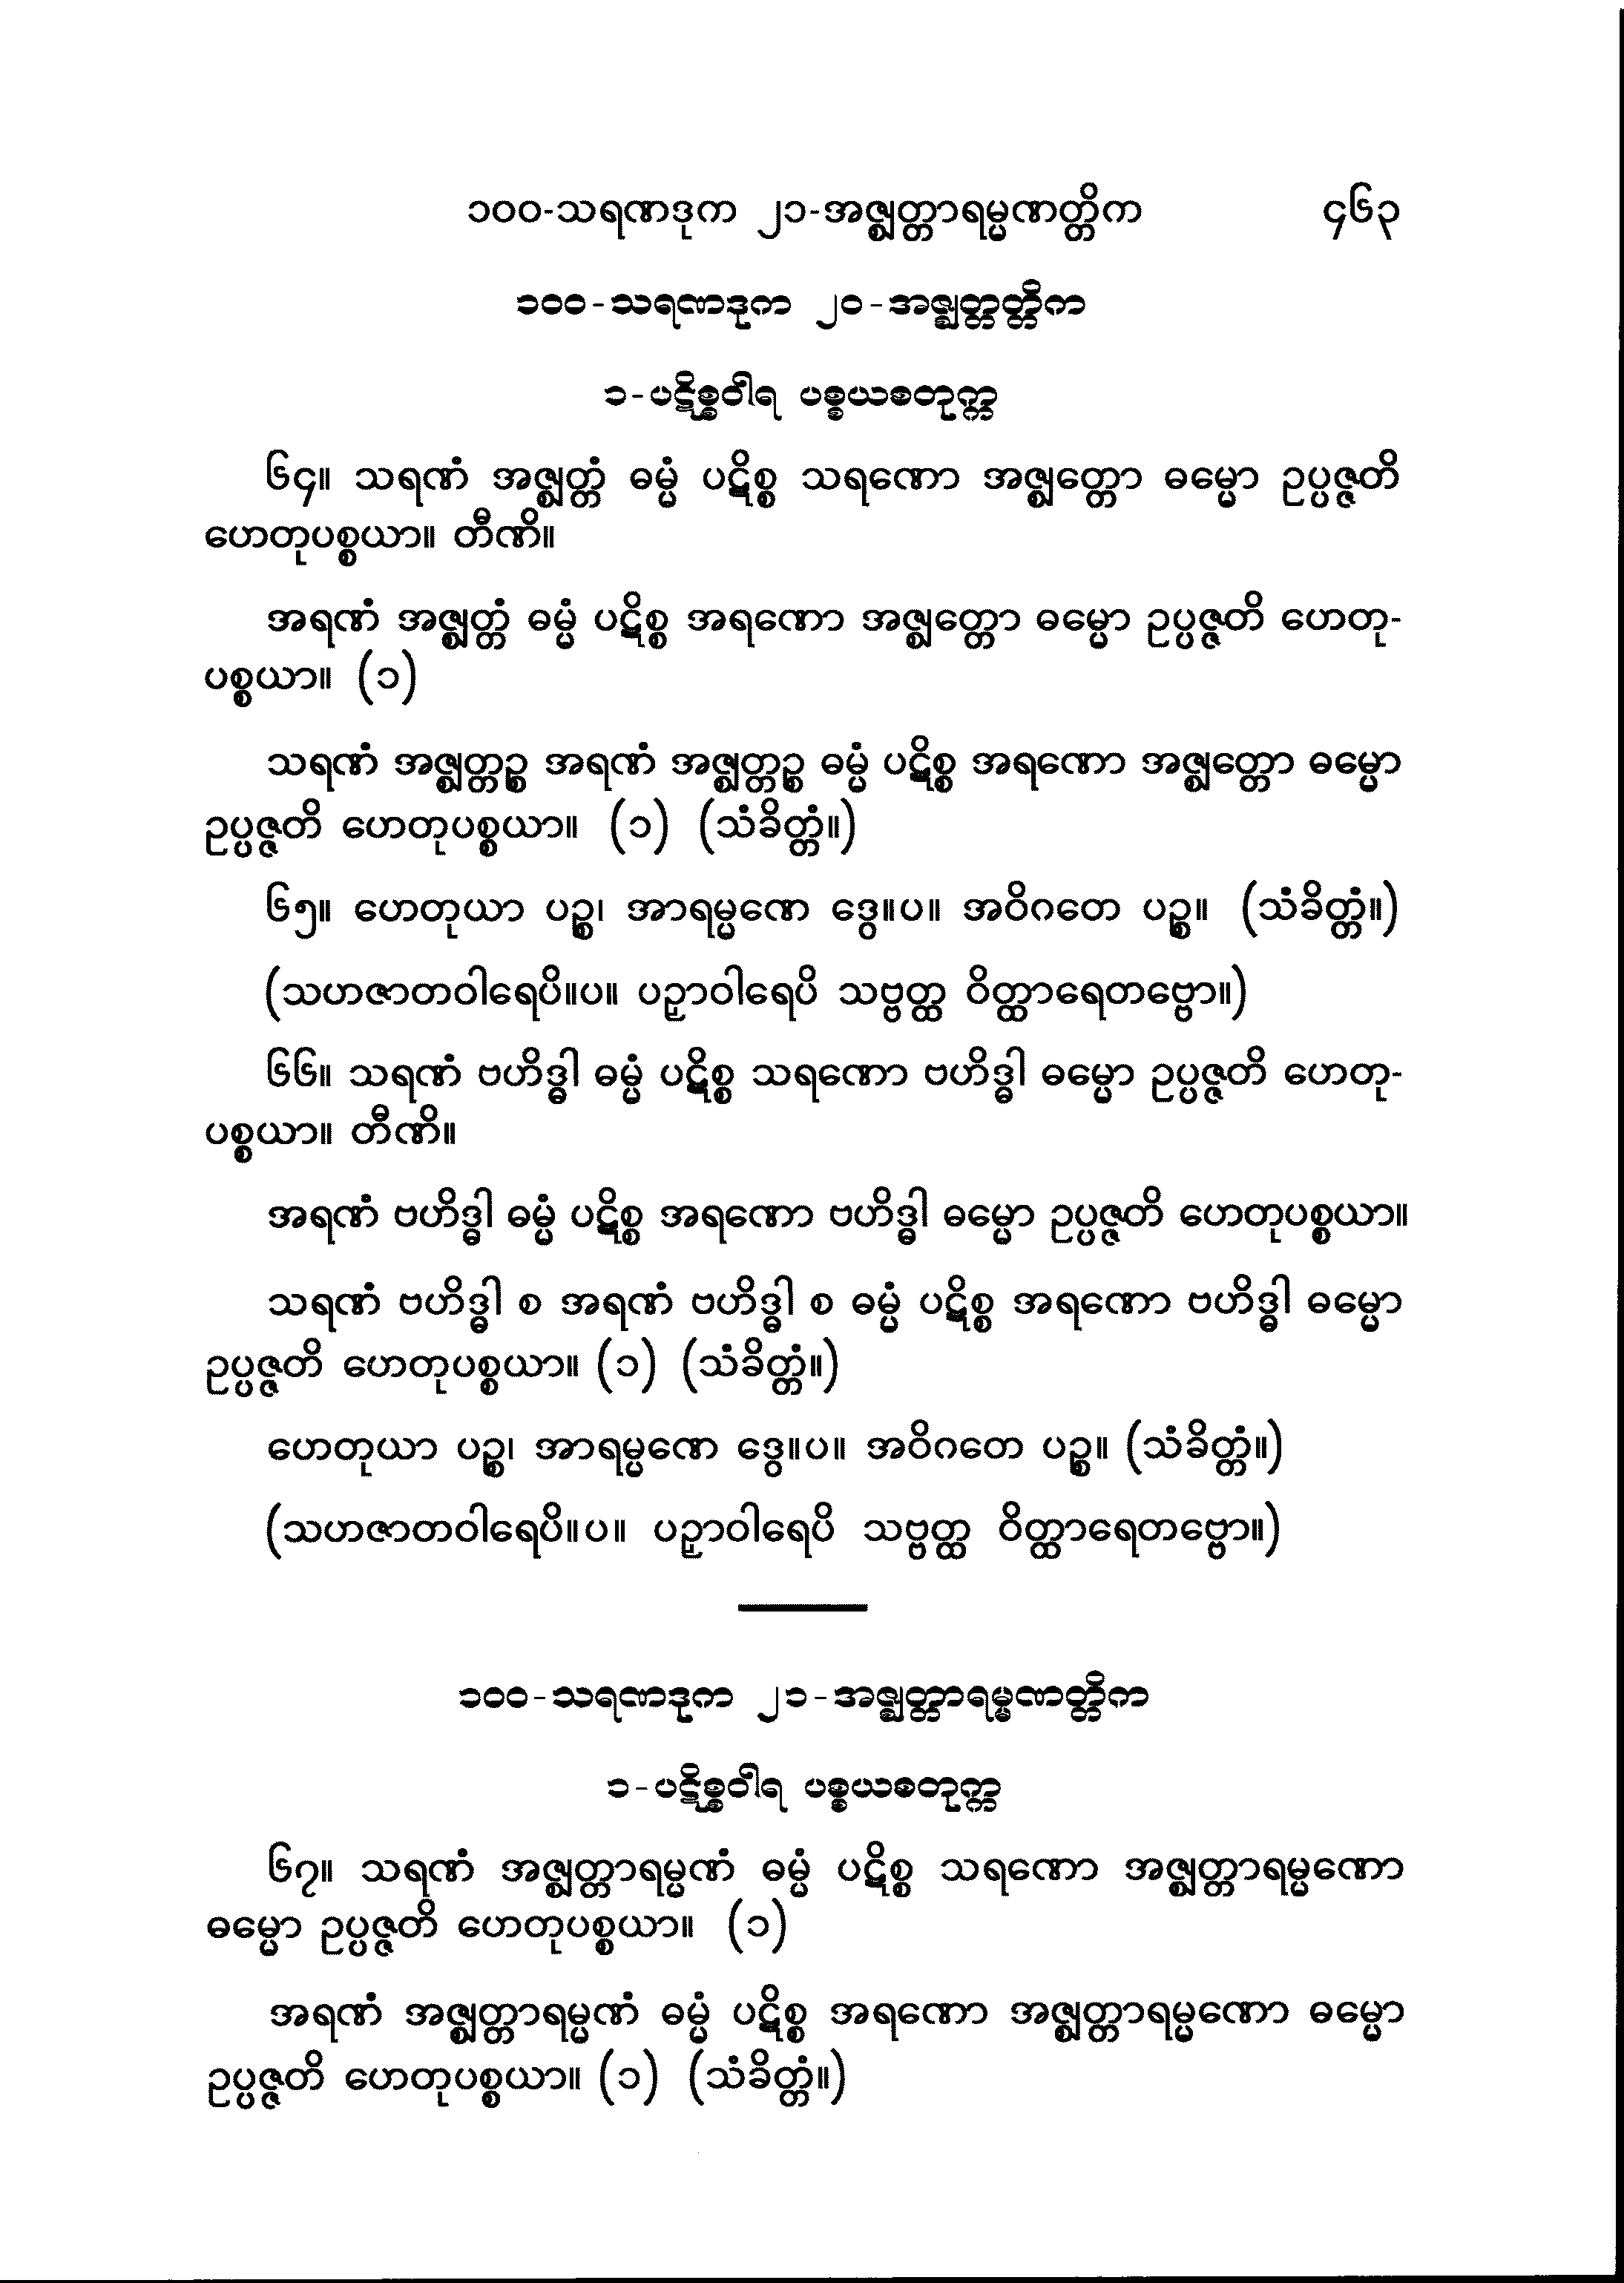 ၁၀၀-သရဏဒုက ၂၁-အဇ္ဈတ္တာရမ္မဏတ္တိက ၄၆၃
၁၀၀-သရဏဒုက ၂၀-အဇ္ဈတ္တတ္တိက
၁-ပဋိစ္စဝါရ ပစ္စယစတုက္က
၆၄။ သရဏံ အဇ္ဈတ္တံ ဓမ္မံ ပဋိစ္စ သရဏော အဇ္ဈတ္တော ဓမ္မော ဥပ္ပဇ္ဇတိ
ဟေတုပစ္စယာ။ တီဏိ။
အရဏံ အဇ္ဈတ္တံ ဓမ္မံ ပဋိစ္စ အရဏော အဇ္ဈတ္တော ဓမ္မော ဥပ္ပဇ္ဇတိ ဟေတု-
ပစ္စယာ။ (၁)
သရဏံ အဇ္ဈတ္တဉ္စ အရဏံ အဇ္ဈတ္တဉ္စ ဓမ္မံ ပဋိစ္စ အရဏော အဇ္ဈတ္တော ဓမ္မော
ဥပ္ပဇ္ဇတိ ဟေတုပစ္စယာ။ (၁) (သံခိတ္တံ။)
၆၅။ ဟေတုယာ ပဉ္စ၊ အာရမ္မဏေ ဒွေ။ပ။ အဝိဂတေ ပဉ္စ။ (သံခိတ္တံ။)
(သဟဇာတဝါရေပိ။ပ။ ပဉှာဝါရေပိ သဗ္ဗတ္ထ ဝိတ္ထာရေတဗ္ဗော။)
၆၆။ သရဏံ ဗဟိဒ္ဓါ ဓမ္မံ ပဋိစ္စ သရဏော ဗဟိဒ္ဓါ ဓမ္မော ဥပ္ပဇ္ဇတိ ဟေတု-
ပစ္စယာ။ တီဏိ။
အရဏံ ဗဟိဒ္ဓါ ဓမ္မံ ပဋိစ္စ အရဏော ဗဟိဒ္ဓါ ဓမ္မော ဥပ္ပဇ္ဇတိ ဟေတုပစ္စယာ။
သရဏံ ဗဟိဒ္ဓါ စ အရဏံ ဗဟိဒ္ဓါ စ ဓမ္မံ ပဋိစ္စ အရဏော ဗဟိဒ္ဓါ ဓမ္မော
ဥပ္ပဇ္ဇတိ ဟေတုပစ္စယာ။ (၁) (သံခိတ္တံ။)
ဟေတုယာ ပဉ္စ၊ အာရမ္မဏေ ဒွေ။ပ။ အဝိဂတေ ပဉ္စ။ (သံခိတ္တံ။)
(သဟဇာတဝါရေပိ။ပ။ ပဉှာဝါရေပိ သဗ္ဗတ္ထ ဝိတ္ထာရေတဗ္ဗော။)
၁၀၀-သရဏဒုက ၂၁-အဇ္ဈတ္တာရမ္မဏတ္တိက
၁-ပဋိစ္စဝါရ ပစ္စယစတုက္က
၆၇။ သရဏံ အဇ္ဈတ္တာရမ္မဏံ ဓမ္မံ ပဋိစ္စ သရဏော အဇ္ဈတ္တာရမ္မဏော
ဓမ္မော ဥပ္ပဇ္ဇတိ ဟေတုပစ္စယာ။ (၁)
အရဏံ အဇ္ဈတ္တာရမ္မဏံ ဓမ္မံ ပဋိစ္စ အရဏော အဇ္ဈတ္တာရမ္မဏော ဓမ္မော
ဥပ္ပဇ္ဇတိ ဟေတုပစ္စယာ။ (၁) (သံခိတ္တံ။)